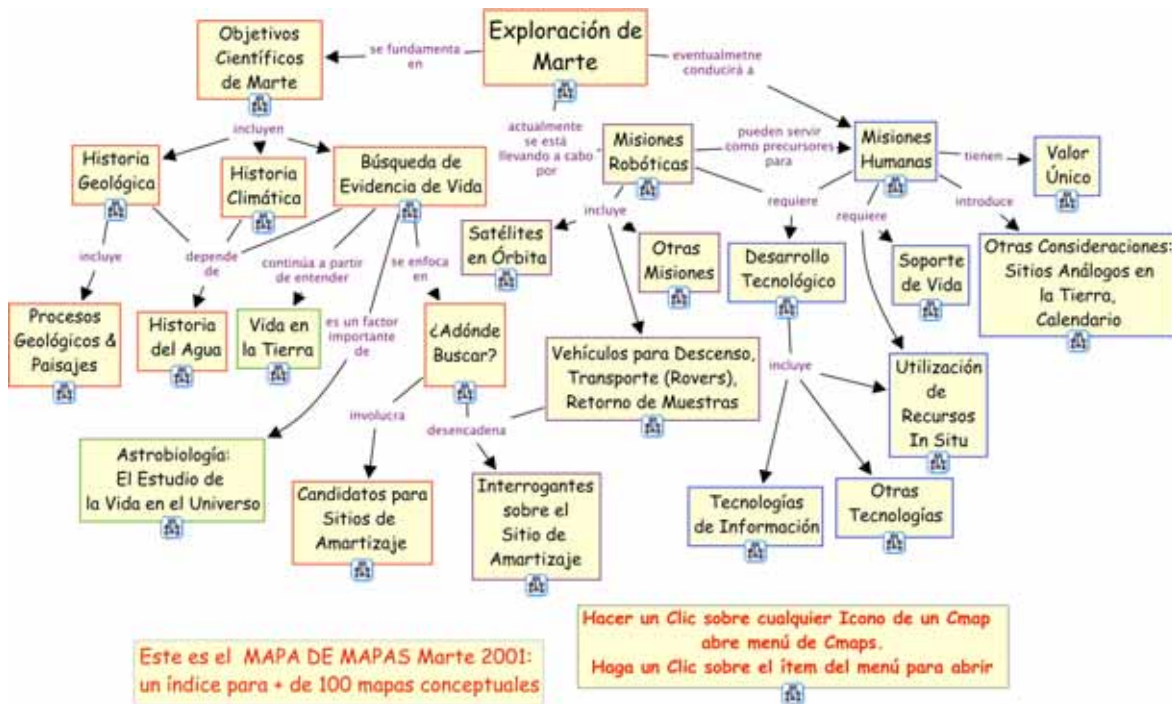 Exploración de
Marte
se fundamenta
en
Objetivos
Científicos
de Marte
eventualmetne
conducirá a
actualmente
se está
llevando a cabo
por
Misiones
Robóticas
pueden servir
como precursores
para
Misiones
Humanas
tienen
Valor
Único
incluyen
Historia
Geológica
Historia
Climática
Búsqueda de
Evidencia de Vida
incluye
requiere
requiere
introduce
Satélites
en Órbita
Otras
Misiones
Desarrollo
Tecnológico
Soporte
de Vida
Otras Consideraciones:
Sitios Análogos en
la Tierra,
Calendario
incluye
depende
de
continúa a partir
de entender
se enfoca
en
es un factor
importante
de
Procesos
Geológicos &
Paisajes
Historia
del Agua
Vida en
la Tierra
¿Adónde
Buscar?
Vehículos para Descenso,
Transporte (Rovers),
Retorno de Muestras
incluye
Utilización
de
Recursos
In Situ
involucra
desencadena
Astrobiología:
El Estudio de
la Vida en el Universo
Candidatos para
Sitios de
Amartizaje
Interrogantes
sobre el
Sitio de
Amartizaje
Tecnologías
de Información
Otras
Tecnologías
Este es el MAPA DE MAPAS Marte 2001:
un índice para + de 100 mapas conceptuales
Hacer un Clic sobre cualquier Icono de un Cmap
abre menú de Cmaps.
Haga un Clic sobre el ítem del menú para abrir